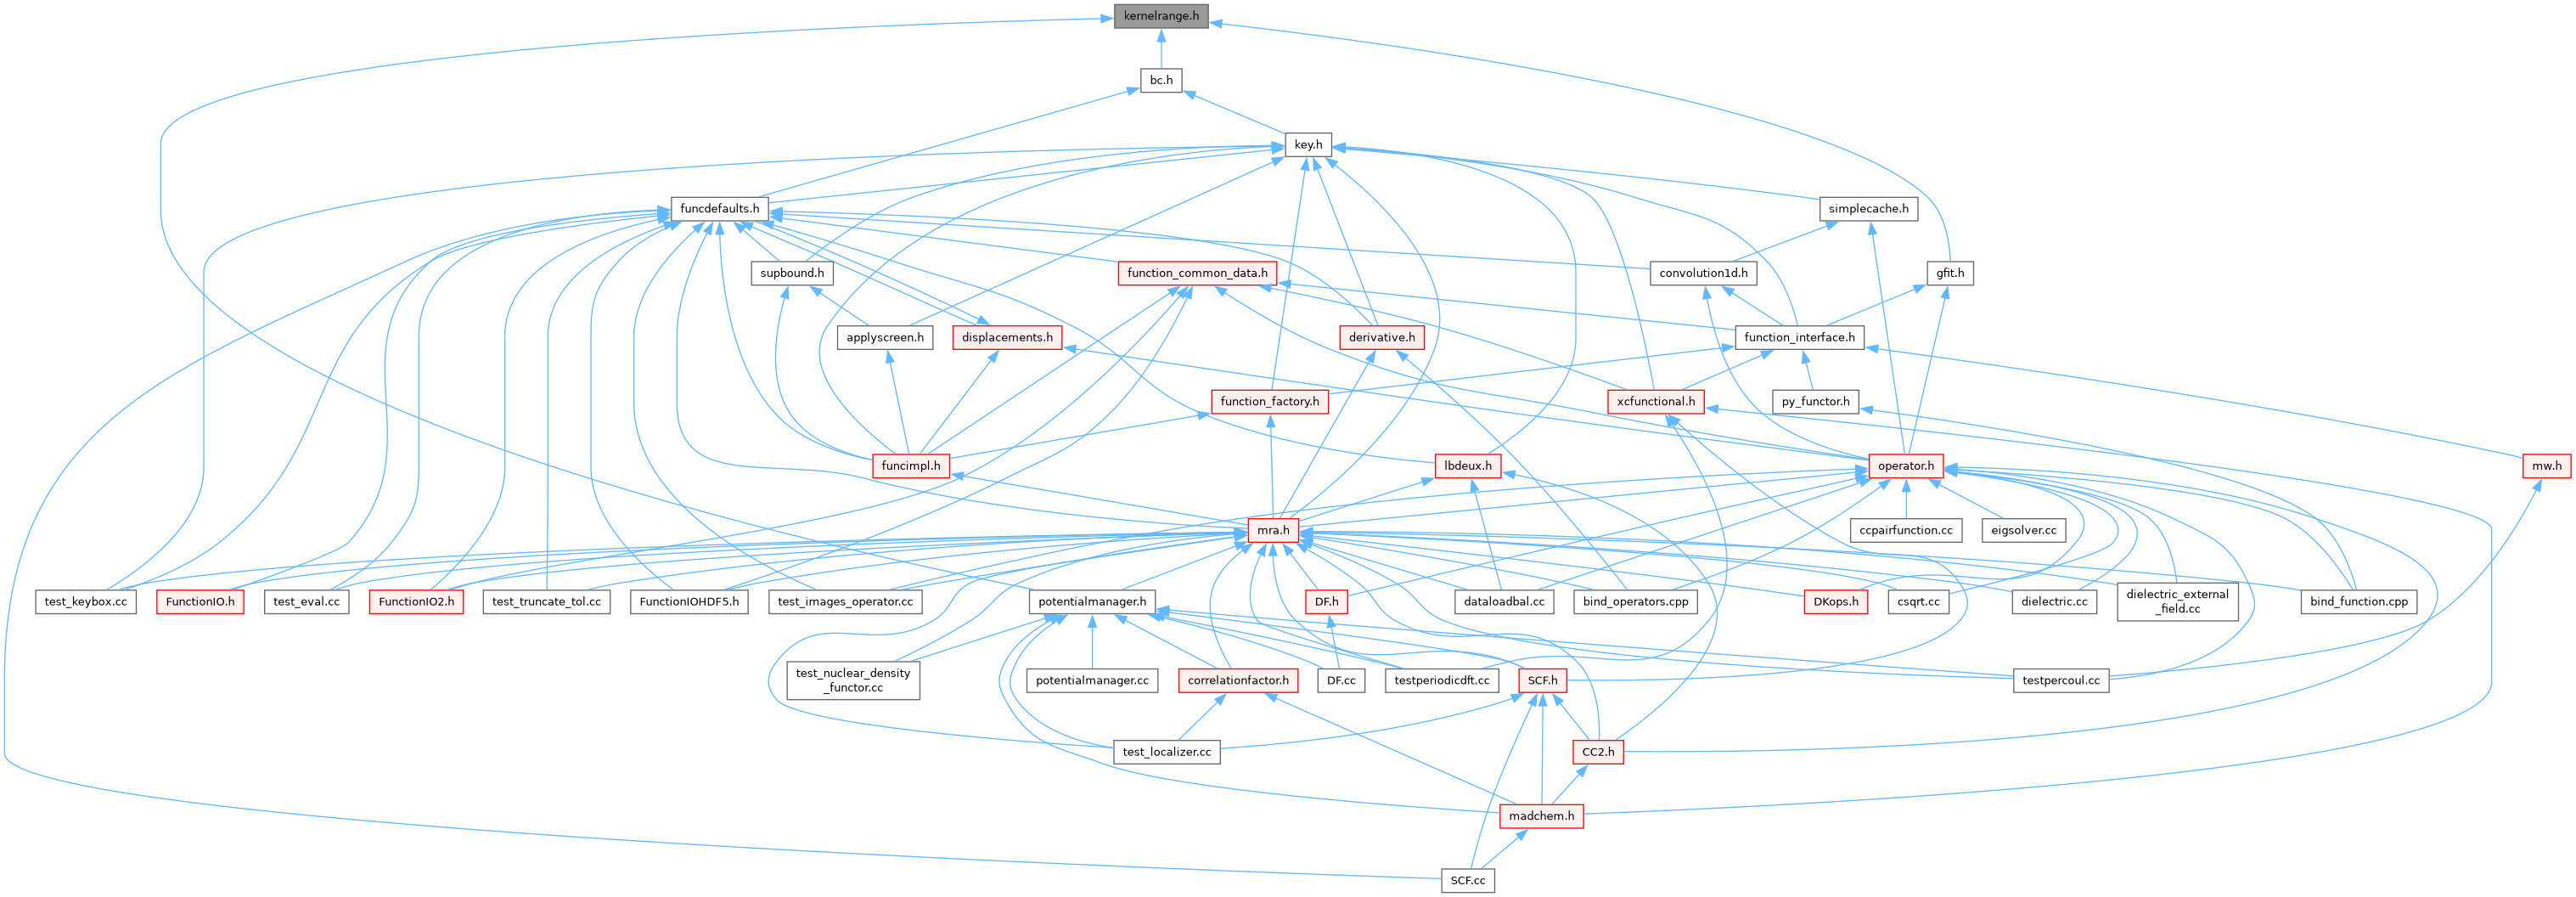 kernelrange.h
bc.h
key.h
funcdefaults.h
simplecache.h
supbound.h
function_common_data.h
convolution1d.h
gfit.h
applyscreen.h
displacements.h
derivative.h
function_interface.h
function_factory.h
xcfunctional.h
py_functor.h
funcimpl.h
lbdeux.h
operator.h
mw.h
mra.h
ccpairfunction.cc
eigsolver.cc
test_keybox.cc
FunctionIO.h
test_eval.cc
FunctionIO2.h
test_truncate_tol.cc
FunctionIOHDF5.h
test_images_operator.cc
potentialmanager.h
DF.h
dataloadbal.cc
bind_operators.cpp
DKops.h
csqrt.cc
dielectric.cc
dielectric_external
_field.cc
bind_function.cpp
test_nuclear_density
_functor.cc
potentialmanager.cc
correlationfactor.h
DF.cc
testperiodicdft.cc
SCF.h
testpercoul.cc
test_localizer.cc
CC2.h
madchem.h
SCF.cc